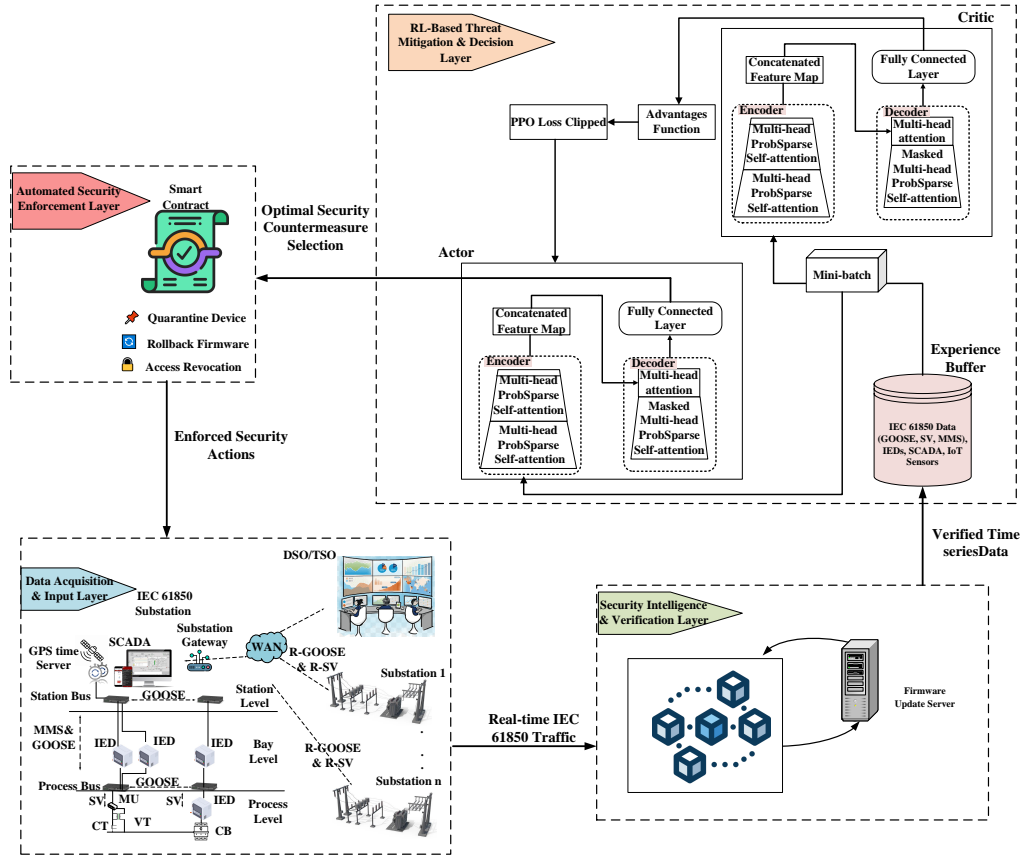 RL-Based Threat
Mitigation & Decision
Layer
Critic
Concatenated
Feature Map
Fully Connected
Layer
Encoder
Multi-head
ProbSparse
Self-attention
Multi-head
ProbSparse
Self-attention
Decoder
Multi-head
attention
Masked
Multi-head
ProbSparse
Self-attention
PPO Loss Clipped
Advantages
Function
Automated Security
Enforcement Layer
Smart
Contract
Quarantine Device
Rollback Firmware
Access Revocation
Optimal Security
Countermeasure
Selection
Actor
Concatenated
Feature Map
Fully Connected
Layer
Encoder
Multi-head
ProbSparse
Self-attention
Multi-head
ProbSparse
Self-attention
Decoder
Multi-head
attention
Masked
Multi-head
ProbSparse
Self-attention
Mini-batch
Experience
Buffer
IEC 61850 Data
(GOOSE, SV, MMS),
IEDs, SCADA, IoT
Sensors
Enforced Security
Actions
Verified Time
seriesData
Data Acquisition
& Input Layer
IEC 61850
Substation
DSO/TSO
GPS time
Server
SCADA
Substation
Gateway
WAN
R-GOOSE
& R-SV
Substation 1
Station Bus
GOOSE
Station
Level
MMS&
GOOSE
IED
IED
IED
Bay
Level
R-GOOSE
& R-SV
Process Bus
GOOSE
Substation n
SV
MU
SV
IED
Process
Level
CT
VT
CB
Real-time IEC
61850 Traffic
Security Intelligence
& Verification Layer
Firmware
Update Server